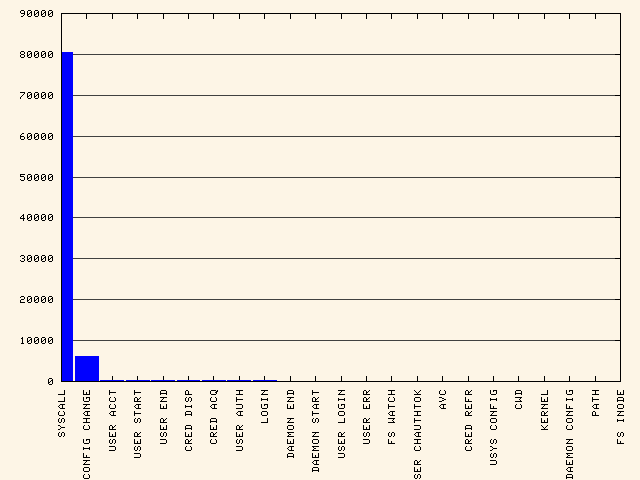 90000
80000
70000
60000
50000
40000
30000
20000
10000
0
SYSCALL
CONFIG CHANGE
USER ACCT
USER START
USER END
CRED DISP
CRED ACQ
USER AUTH
LOGIN
DAEMON END
DAEMON START
USER LOGIN
USER ERR
FS WATCH
SER CHAUTHTOK
AVC
CRED REFR
USYS CONFIG
CWD
KERNEL
DAEMON CONFIG
PATH
FS INODE